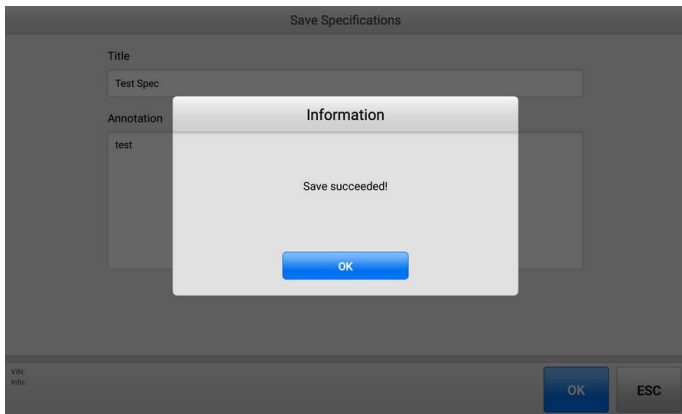 Save Specifications
Title
Test Spec
Annotation
test
Information
Save succeeded!
OK
VIN:
Info:
OK
ESC